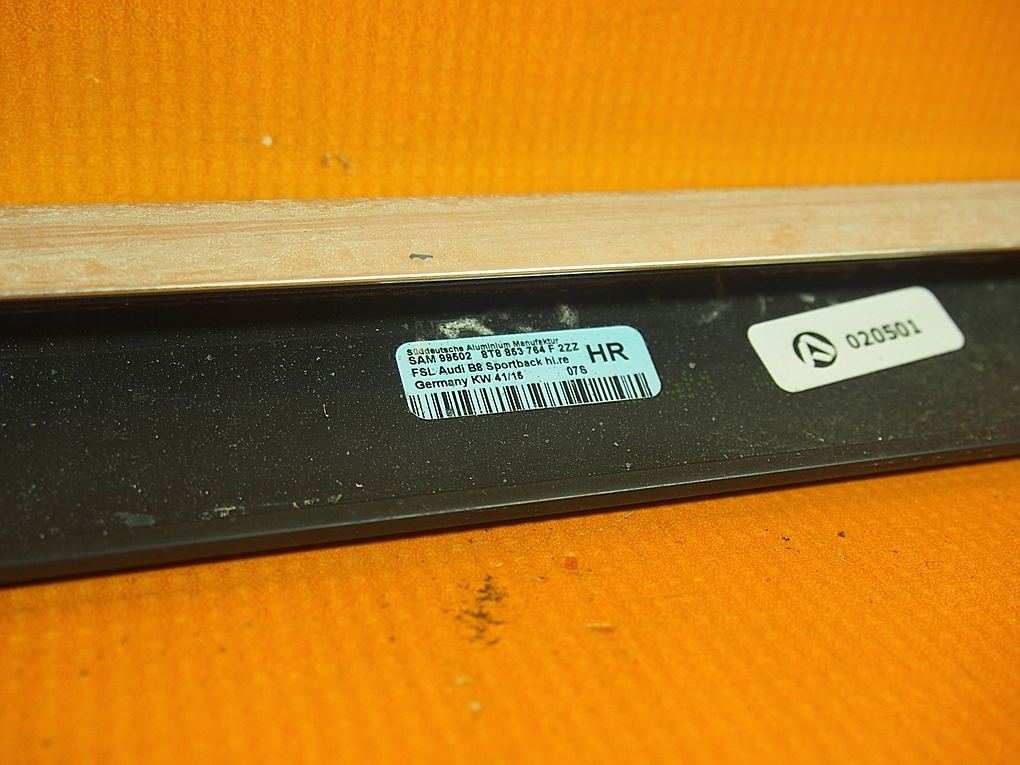 Süddeutsche Aluminium Manufaktur
SAM 99502 8T8 853 764 F 2ZZ
HR
FSL Audi B8 Sportback hl.re
Germany KW 41/15 07S
020501